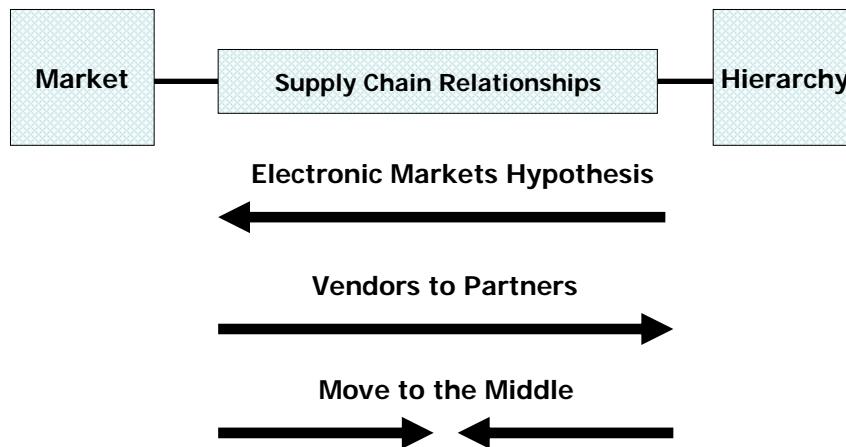 Market
Supply Chain Relationships
Hierarchy
Electronic Markets Hypothesis
Vendors to Partners
Move to the Middle